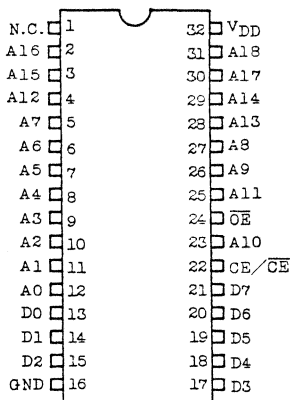 N.C. 1 32 VDD
A16 2 31 A18
A15 3 30 A17
A12 4 29 A14
A7 5 28 A13
A6 6 27 A8
A5 7 26 A9
A4 8 25 A11
A3 9 24 OE
A2 10 23 A10
A1 11 22 CE/CE
A0 12 21 D7
D0 13 20 D6
D1 14 19 D5
D2 15 18 D4
GND 16 17 D3